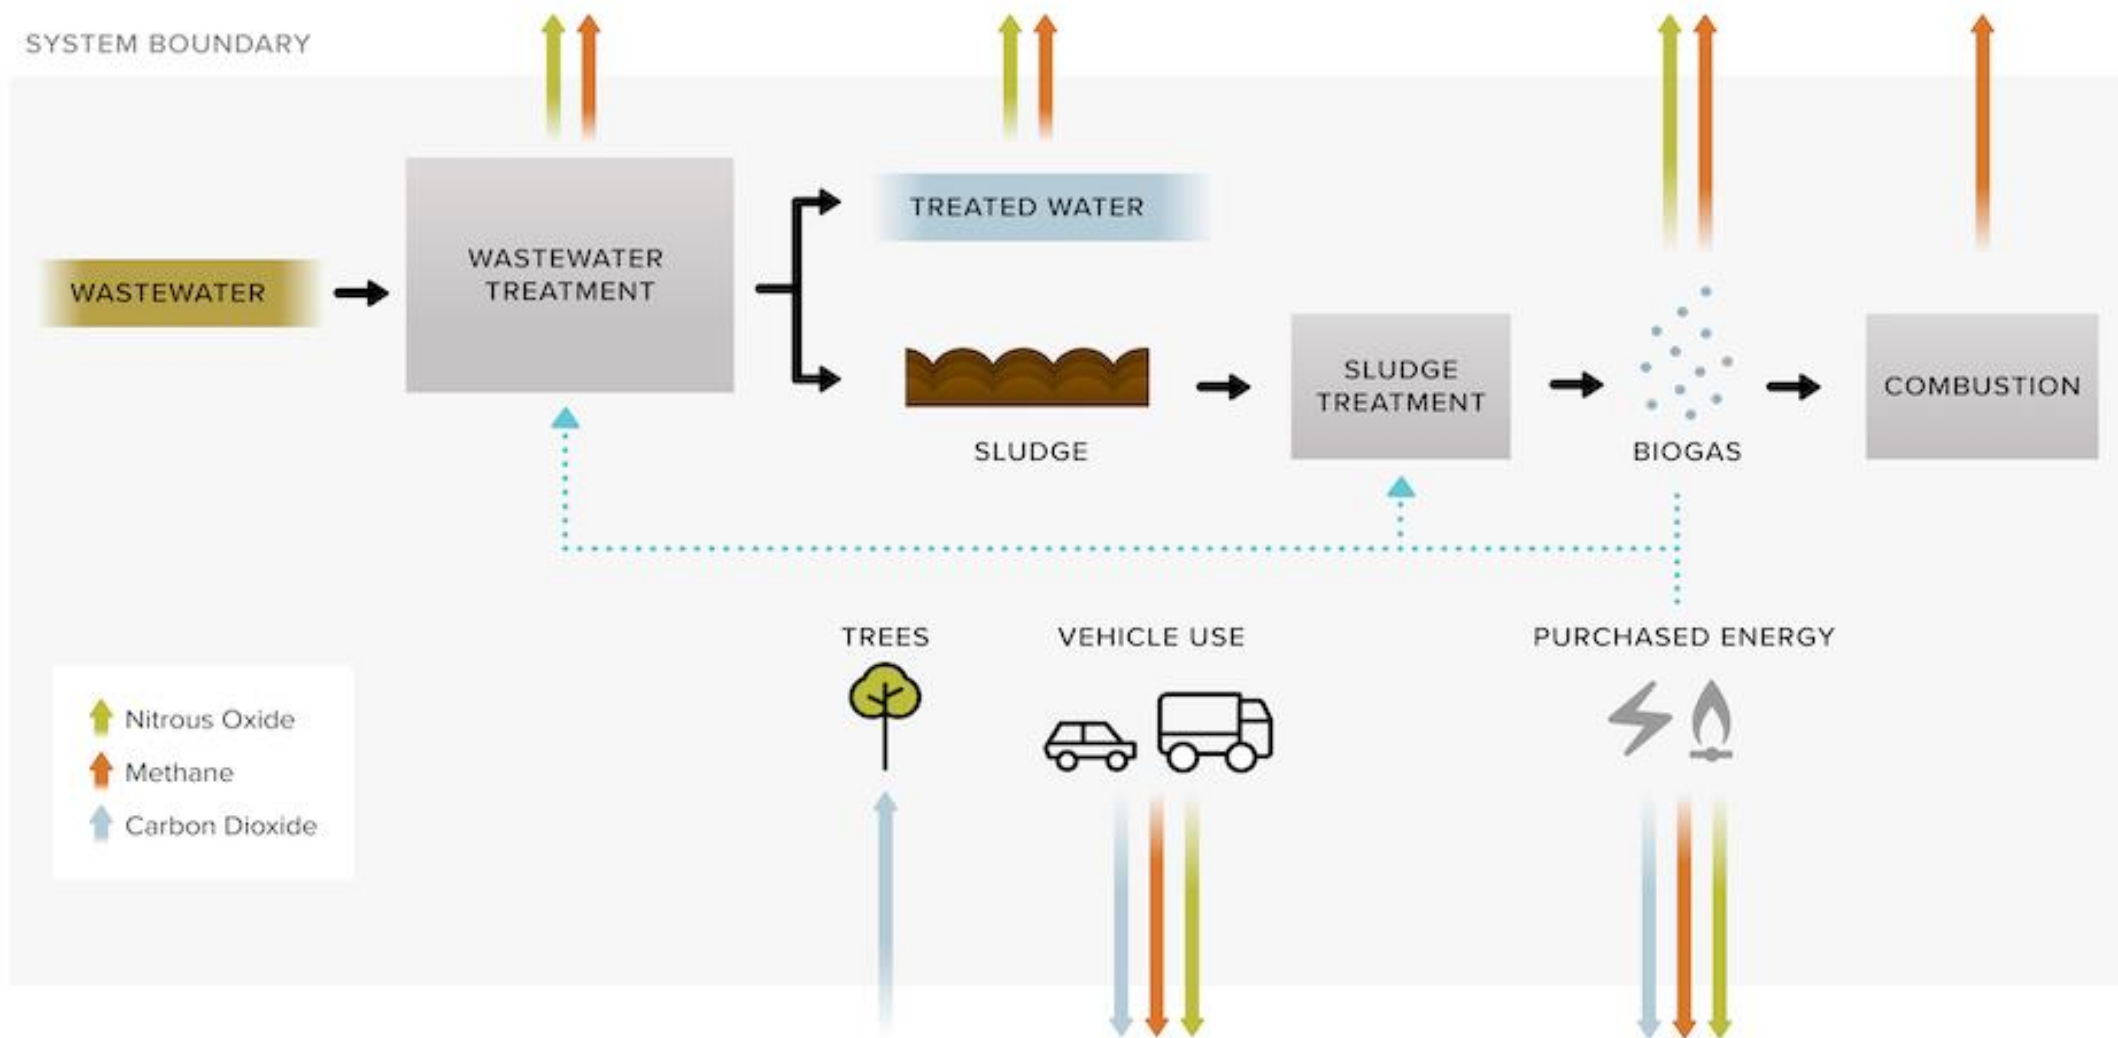 SYSTEM BOUNDARY
WASTEWATER
WASTEWATER
TREATMENT
TREATED WATER
SLUDGE
SLUDGE
TREATMENT
BIOGAS
COMBUSTION
TREES
VEHICLE USE
PURCHASED ENERGY
Nitrous Oxide
Methane
Carbon Dioxide